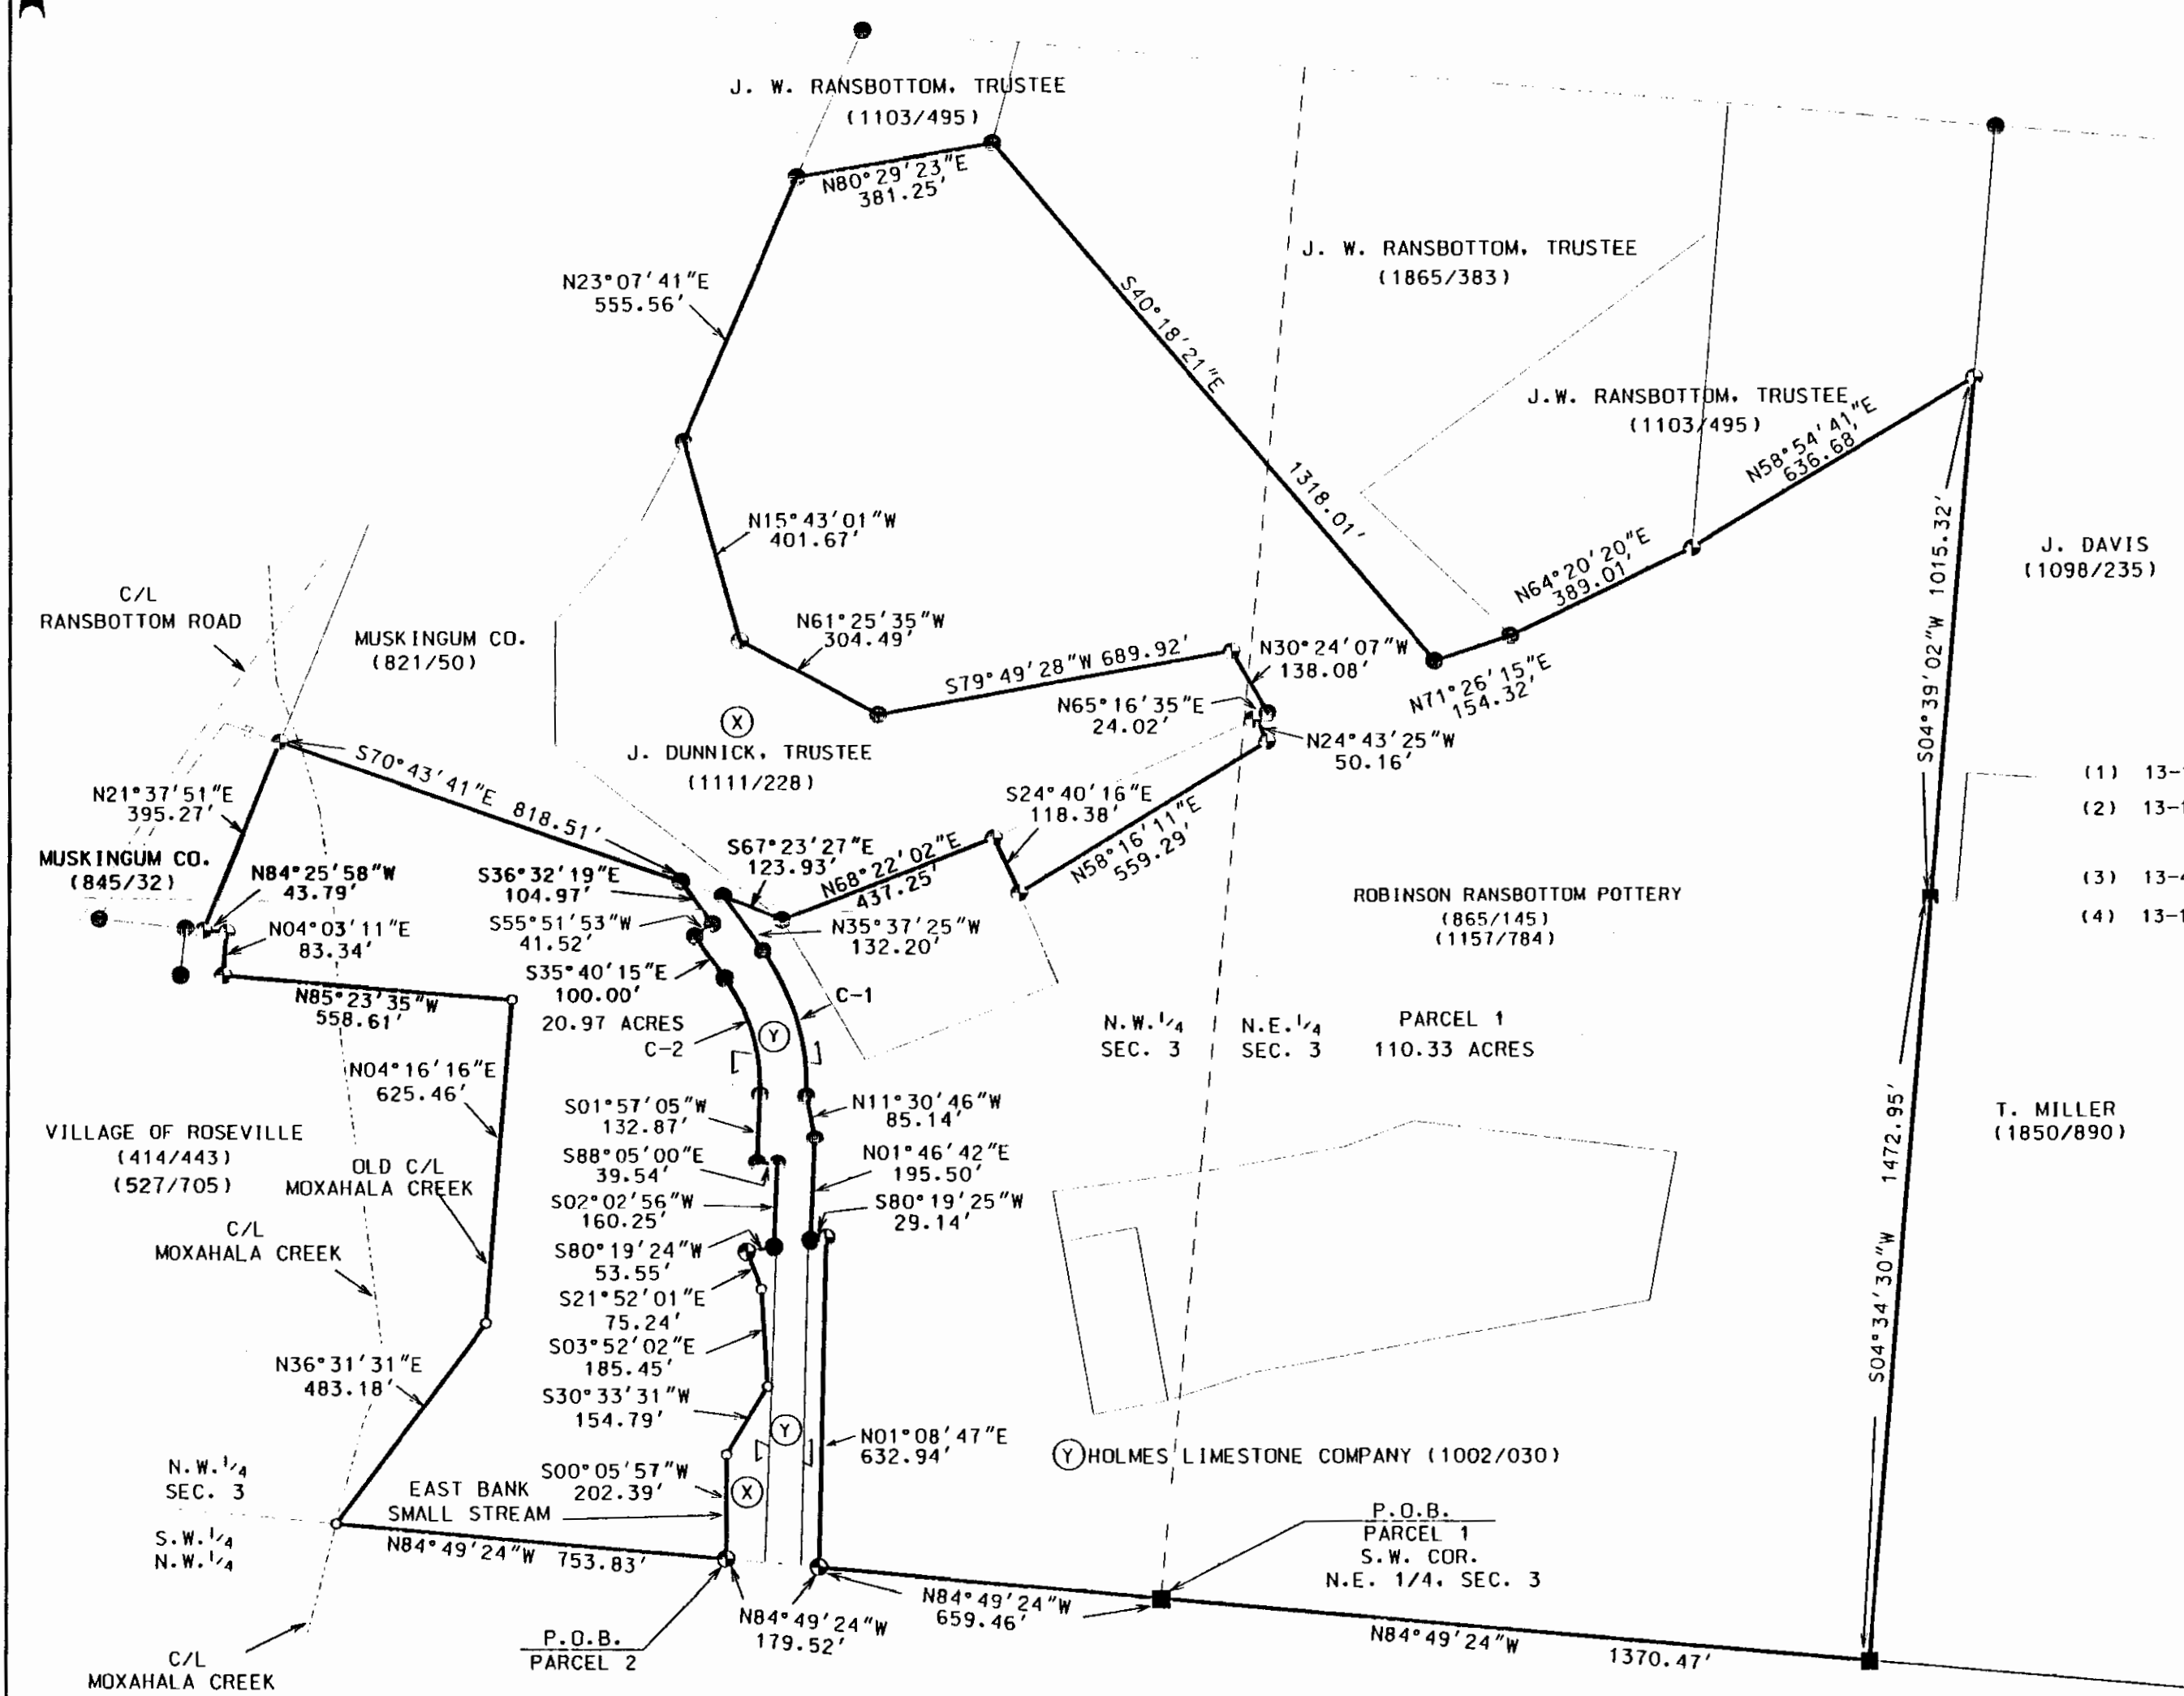 J. W. RANSBOTTOM, TRUSTEE
(1103/495)
N80°29'23"E
381.25'
N23°07'41"E
555.56'
S40°18'21"E
1318.01'
J. W. RANSBOTTOM, TRUSTEE
(1865/383)
J.W. RANSBOTTOM, TRUSTEE
(1103/495)
N58°54'41"E
636.68'
N15°43'01"W
401.67'
N64°20'20"E
389.01'
S04°39'02"W 1015.32'
J. DAVIS
(1098/235)
C/L
RANSBOTTOM ROAD
MUSKINGUM CO.
(821/50)
N61°25'35"W
304.49'
S79°49'28"W 689.92'
N30°24'07"W
138.08'
N71°26'15"E
154.32'
N65°16'35"E
24.02'
N24°43'25"W
50.16'
X
J. DUNNICK, TRUSTEE
(1111/228)
S70°43'41"E 818.51'
N21°37'51"E
395.27'
S24°40'16"E
118.38'
(1) 13-
(2) 13-
(3) 13-
(4) 13-
S67°23'27"E
123.93'
N68°22'02"E
437.25'
N58°16'11"E
559.29'
MUSKINGUM CO.
(845/32)
N84°25'58"W
43.79'
S36°32'19"E
104.97'
S55°51'53"W
41.52'
N35°37'25"W
132.20'
ROBINSON RANSBOTTOM POTTERY
(865/145)
(1157/784)
N04°03'11"E
83.34'
S35°40'15"E
100.00'
N85°23'35"W
558.61'
20.97 ACRES
C-2
C-1
Y
N.W.1/4
SEC. 3
N.E.1/4
SEC. 3
PARCEL 1
110.33 ACRES
N04°16'16"E
625.46'
S01°57'05"W
132.87'
N11°30'46"W
85.14'
VILLAGE OF ROSEVILLE
(414/443)
(527/705)
S88°05'00"E
39.54'
N01°46'42"E
195.50'
T. MILLER
(1850/890)
S04°34'30"W 1472.95'
OLD C/L
MOXAHALA CREEK
S02°02'56"W
160.25'
S80°19'25"W
29.14'
C/L
MOXAHALA CREEK
S80°19'24"W
53.55'
S21°52'01"E
75.24'
S03°52'02"E
185.45'
N36°31'31"E
483.18'
S30°33'31"W
154.79'
Y
N01°08'47"E
632.94'
Y HOLMES LIMESTONE COMPANY (1002/030)
N.W.1/4
SEC. 3
S.W.1/4
N.W.1/4
EAST BANK
SMALL STREAM
S00°05'57"W
202.39'
X
P.O.B.
PARCEL 1
S.W. COR.
N.E. 1/4, SEC. 3
N84°49'24"W 753.83'
N84°49'24"W
179.52'
N84°49'24"W
659.46'
N84°49'24"W 1370.47'
P.O.B.
PARCEL 2
C/L
MOXAHALA CREEK